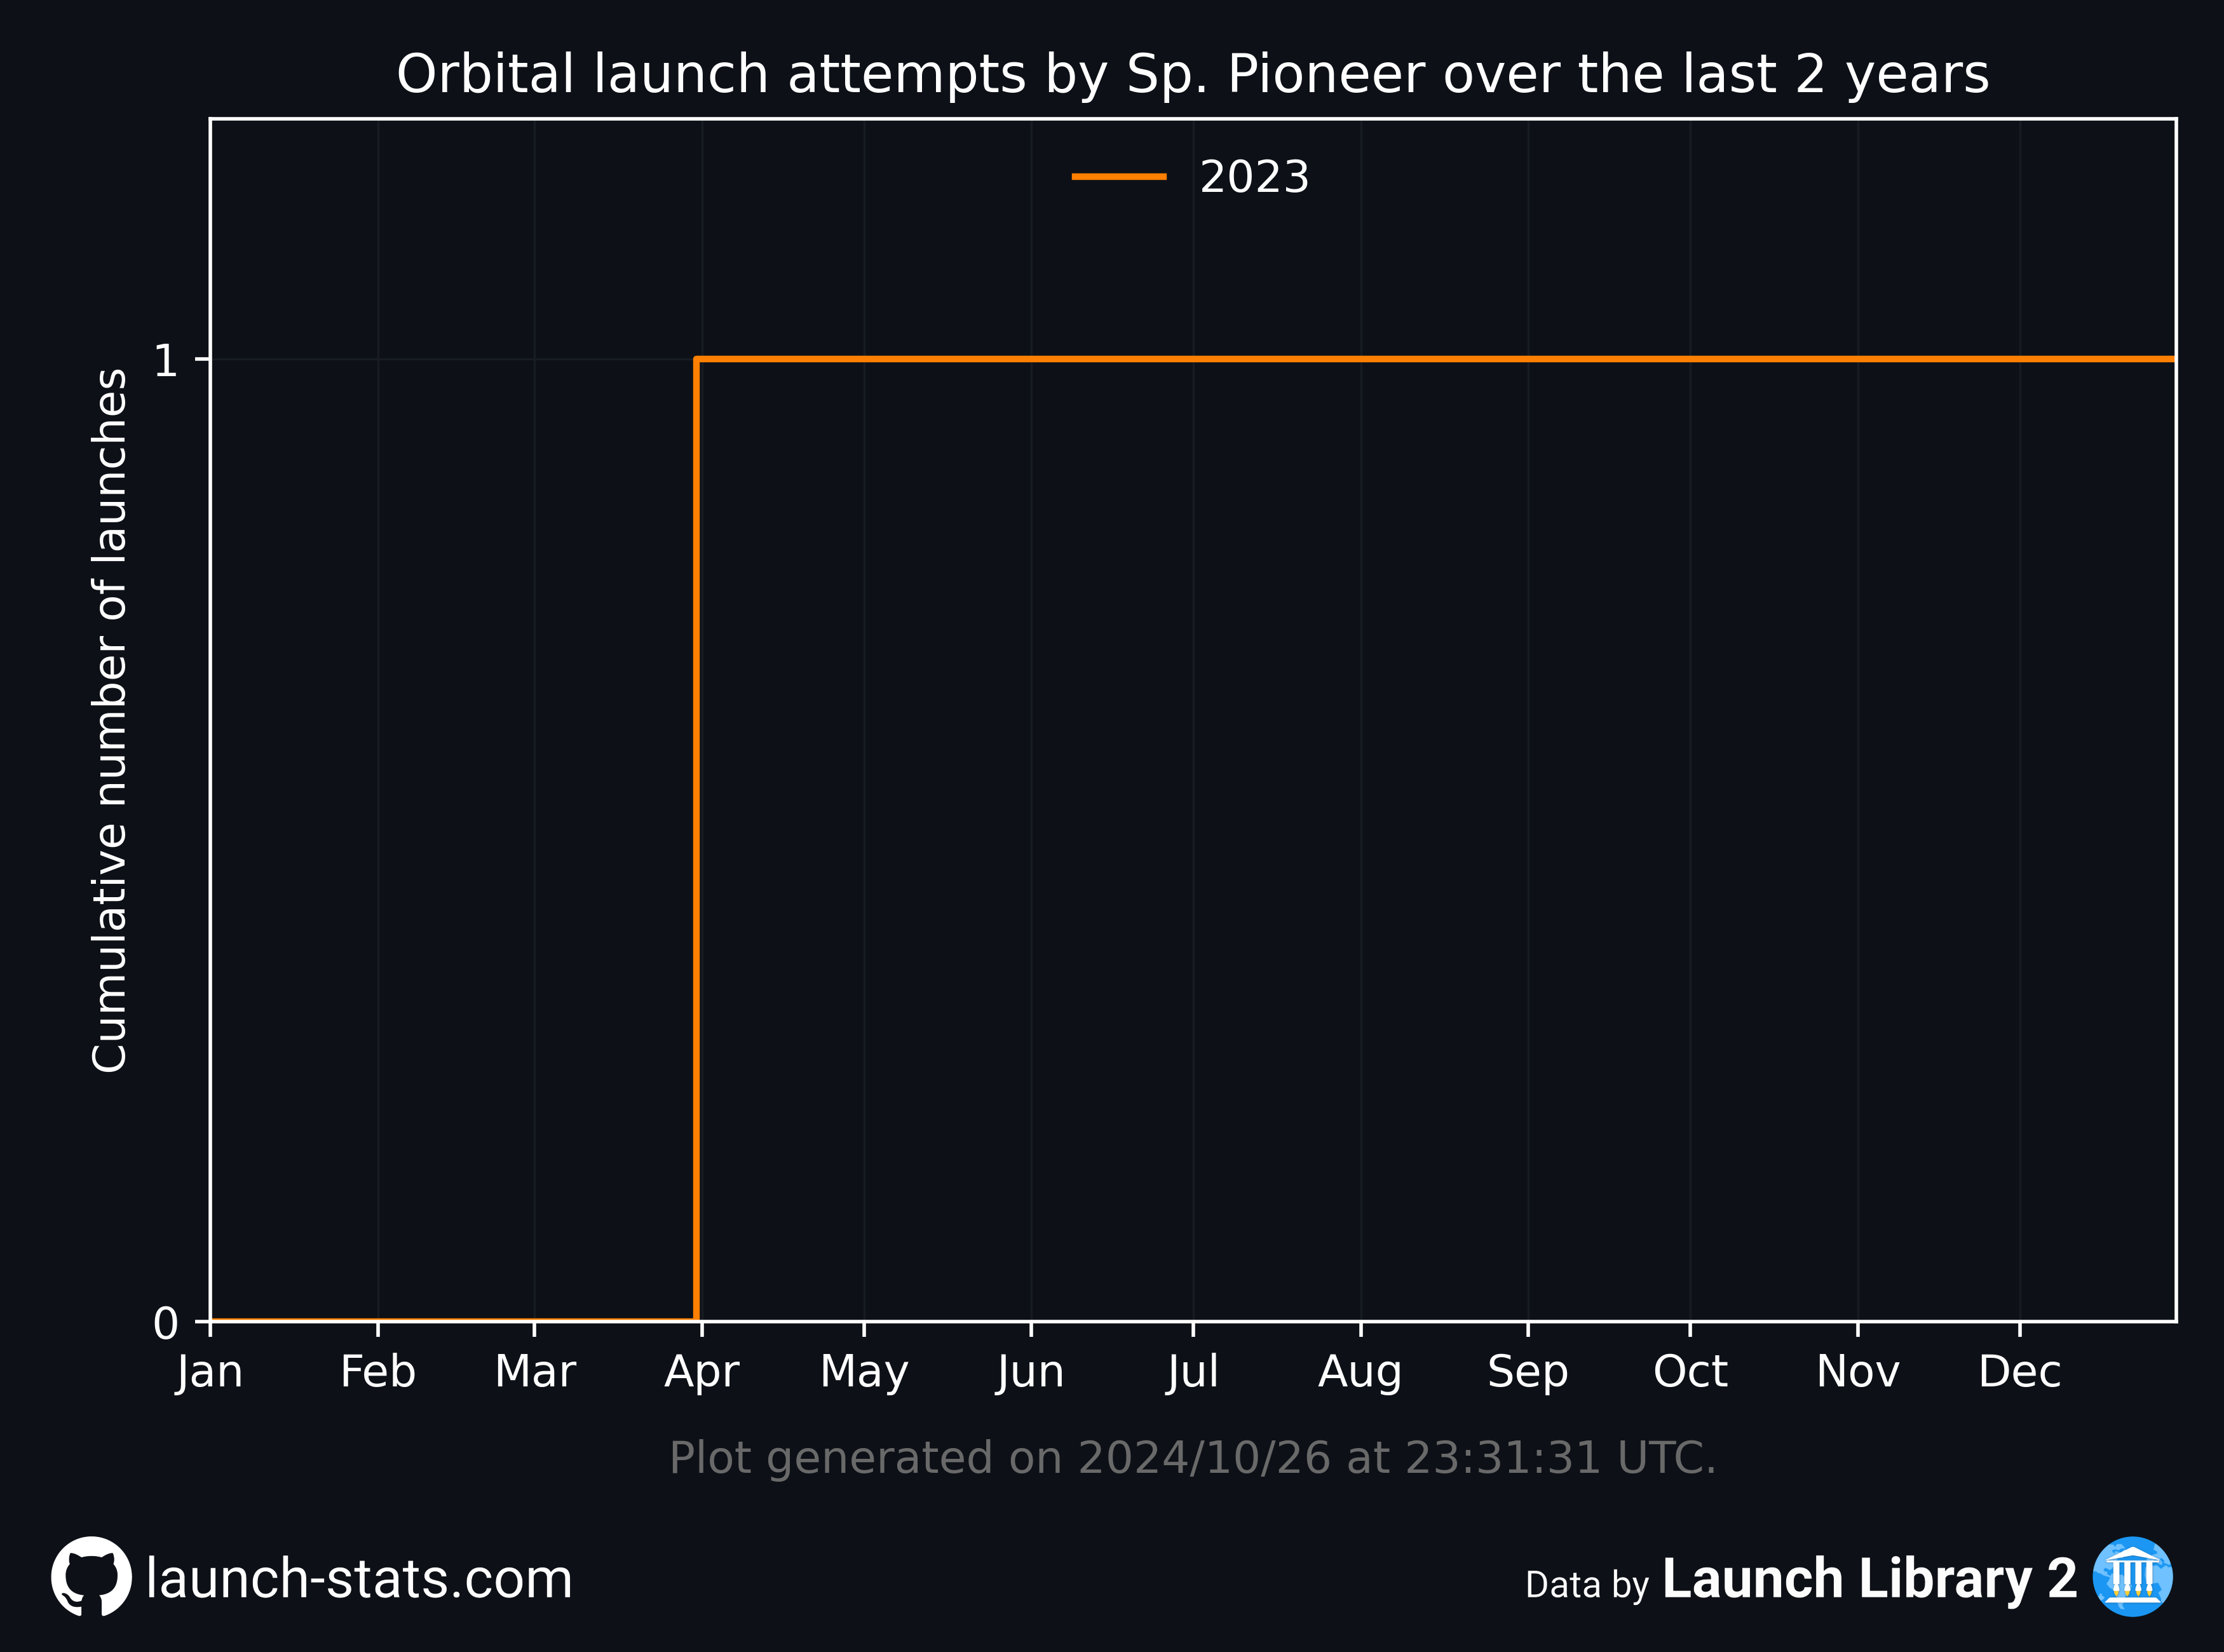 Orbital launch attempts by Sp. Pioneer over the last 2 years
2023
Cumulative number of launches
1
0
Jan Feb Mar Apr May Jun Jul Aug Sep Oct Nov Dec
Plot generated on 2024/10/26 at 23:31:31 UTC.
launch-stats.com
Data by Launch Library 2